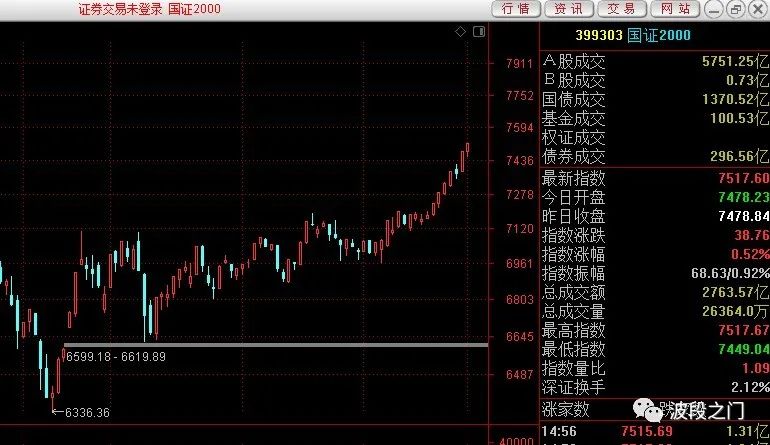 证券交易未登录 国证2000
行情 资讯 交易 网站
399303 国证2000
A股成交 5751.25亿
B股成交 0.73亿
国债成交 1370.52亿
基金成交 100.53亿
权证成交
债券成交 296.56亿
最新指数 7517.60
今日开盘 7478.23
昨日收盘 7478.84
指数涨跌 38.76
指数涨幅 0.52%
指数振幅 68.63/0.92%
总成交额 2763.57亿
总成交量 26364.0万
最高指数 7517.67
最低指数 7449.04
指数量比 1.09
深证换手 2.12%
涨家数 跌
波段之门
14:56 7515.69 1.31亿
7911
7752
7594
7436
7278
7120
6961
6803
6645
6487
40000
6599.18 - 6619.89
←6336.36